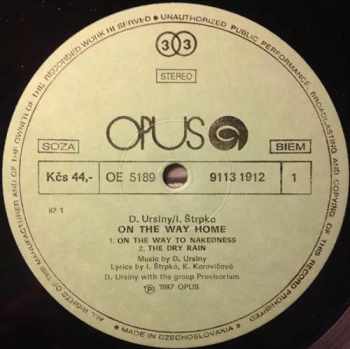 ALL RIGHTS OF THE MANUFACTURER AND OF THE OWNER OF THE RECORDED WORK RESERVED • UNAUTHORIZED PUBLIC PERFORMANCE, BROADCASTING AND COPYING OF THIS RECORD PROHIBITED
33
STEREO
OPUS
SOZA
BIEM
Kčs 44,-
OE 5189
9113 1912
1
D. Ursiny/I. Štrpka
ON THE WAY HOME
1. ON THE WAY TO NAKEDNESS
2. THE DRY RAIN
Music by D. Ursiny
Lyrics by I. Štrpka, K. Karovičová
D. Ursiny with the group Provisorium
Ⓟ 1987 OPUS
• MADE IN CZECHOSLOVAKIA •